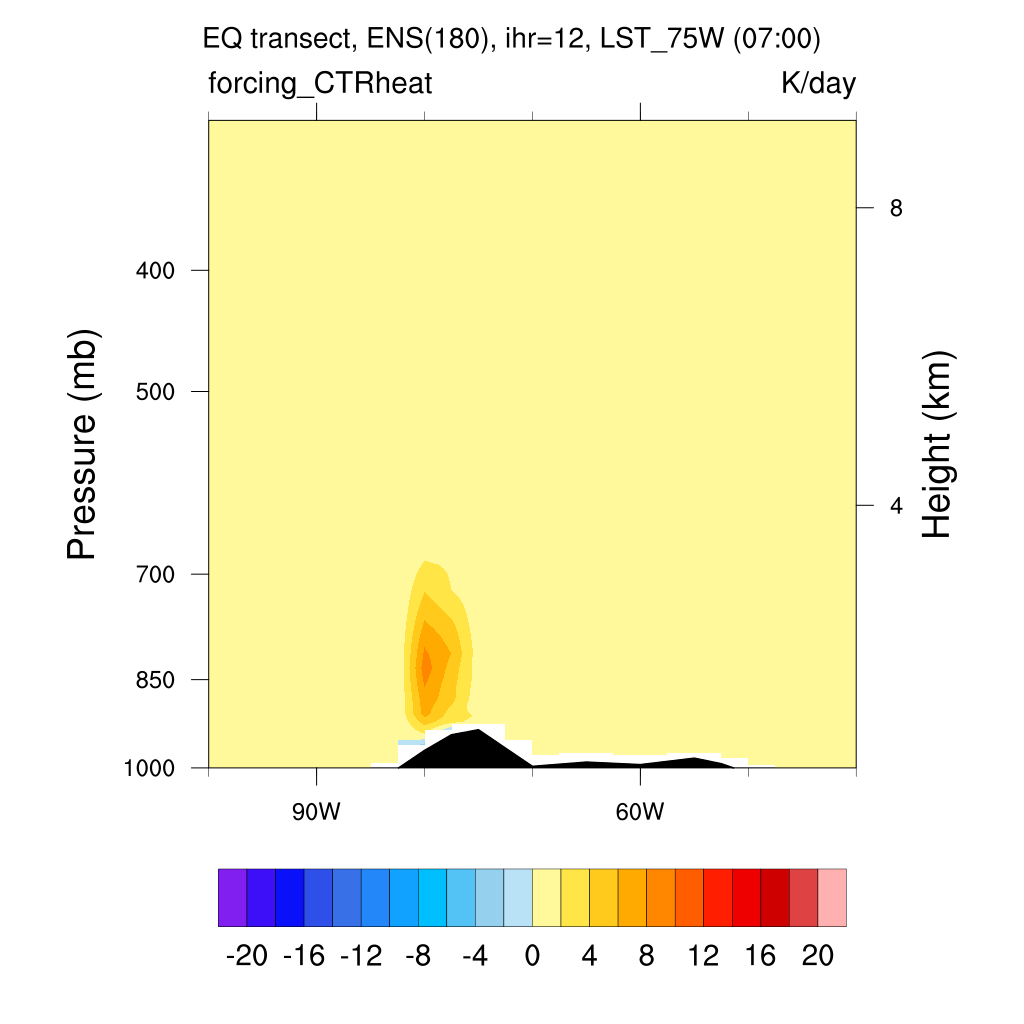 EQ transect, ENS(180), ihr=12, LST_75W (07:00)
forcing_CTRheat
K/day
8
400
Pressure (mb)
500
Height (km)
4
700
850
1000
90W
60W
-20 -16 -12 -8 -4 0 4 8 12 16 20